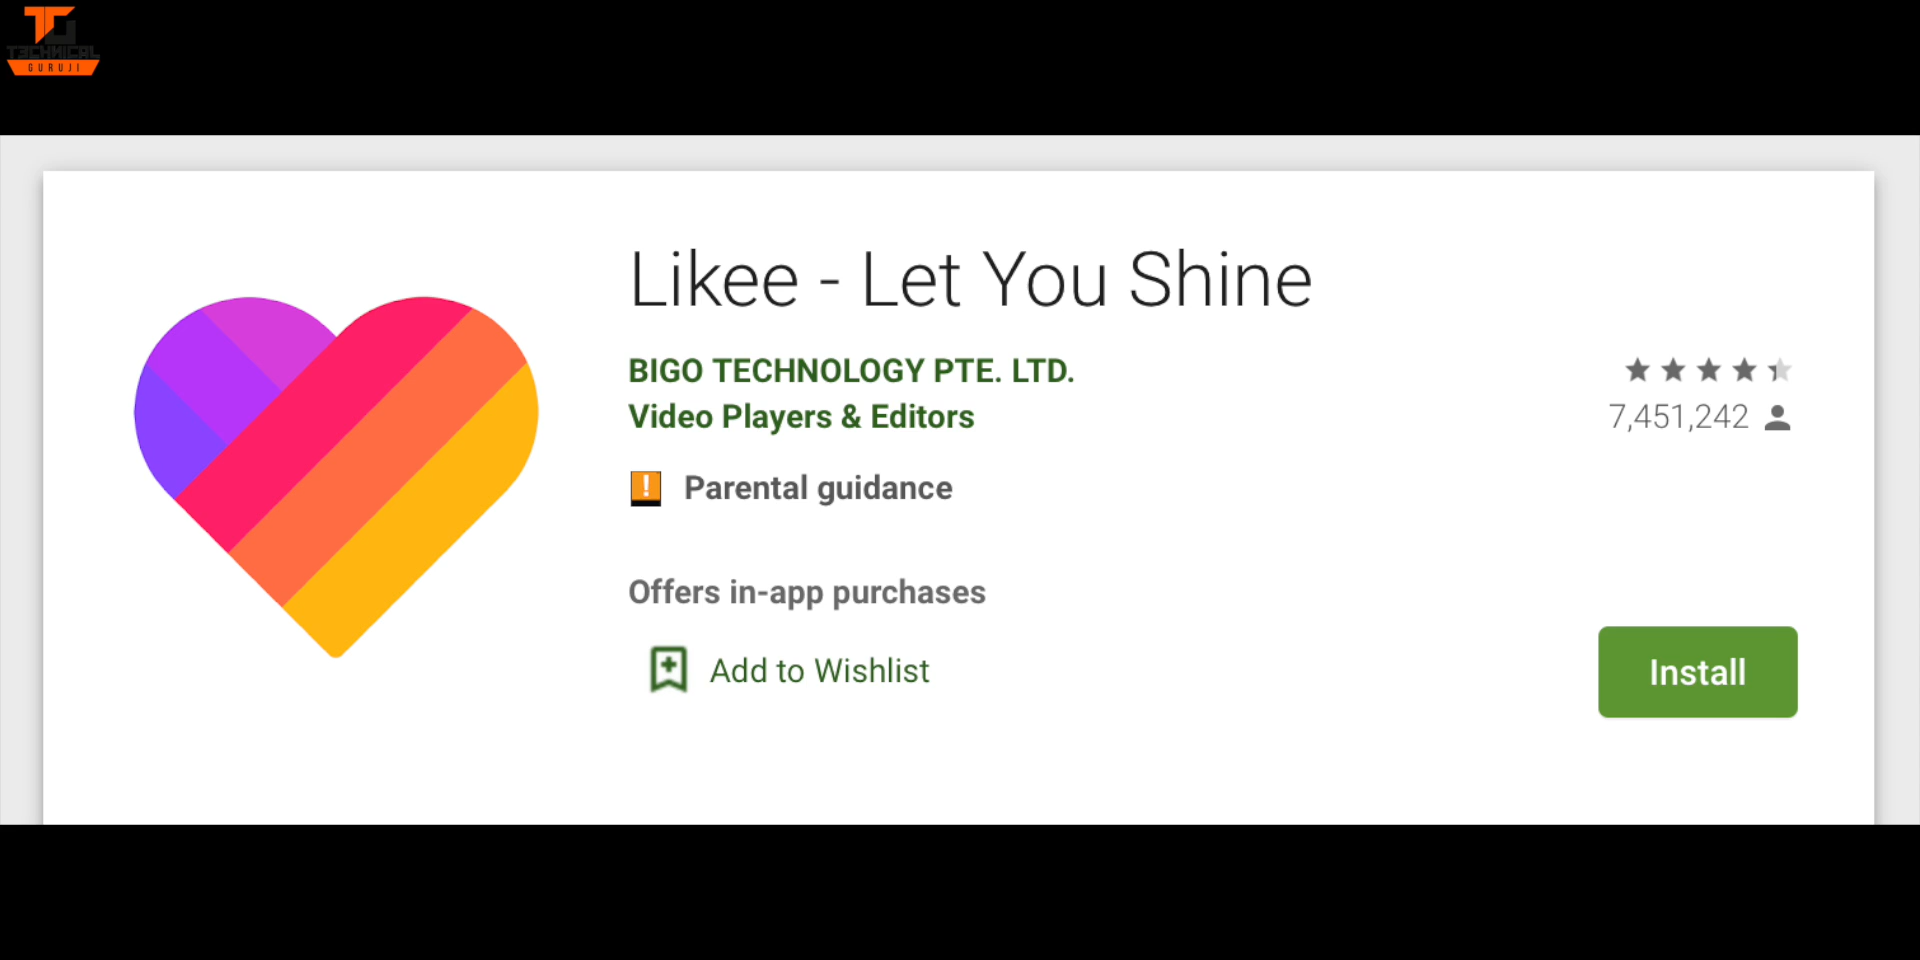 TECHNICAL
GURUJI
Likee - Let You Shine
BIGO TECHNOLOGY PTE. LTD.
Video Players & Editors
7,451,242
! Parental guidance
Offers in-app purchases
Add to Wishlist
Install